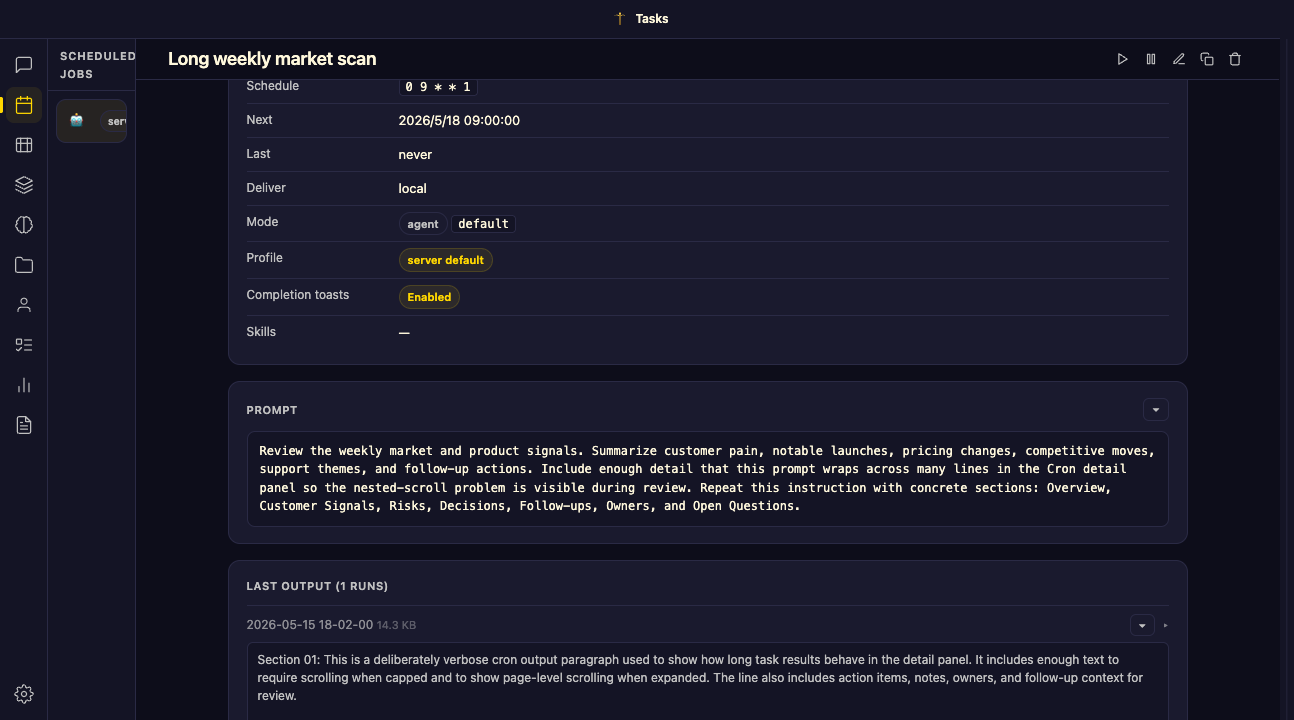 Tasks
SCHEDULED
JOBS
Long weekly market scan
Schedule
0 9 * * 1
Next
2026/5/18 09:00:00
Last
never
Deliver
local
Mode
agent default
Profile
server default
Completion toasts
Enabled
Skills
—
PROMPT
Review the weekly market and product signals. Summarize customer pain, notable launches, pricing changes, competitive moves,
support themes, and follow-up actions. Include enough detail that this prompt wraps across many lines in the Cron detail
panel so the nested-scroll problem is visible during review. Repeat this instruction with concrete sections: Overview,
Customer Signals, Risks, Decisions, Follow-ups, Owners, and Open Questions.
LAST OUTPUT (1 RUNS)
2026-05-15 18-02-00 14.3 KB
Section 01: This is a deliberately verbose cron output paragraph used to show how long task results behave in the detail panel. It includes enough text to
require scrolling when capped and to show page-level scrolling when expanded. The line also includes action items, notes, owners, and follow-up context for
review.